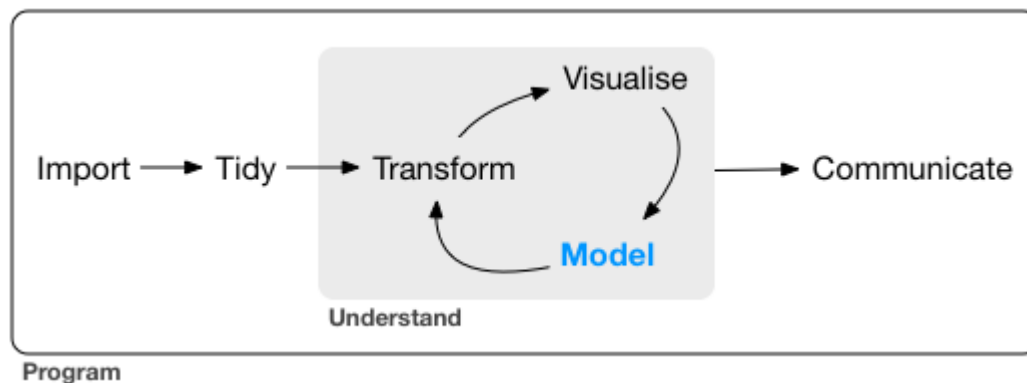 Visualise
Import
Tidy
Transform
Communicate
Model
Understand
Program